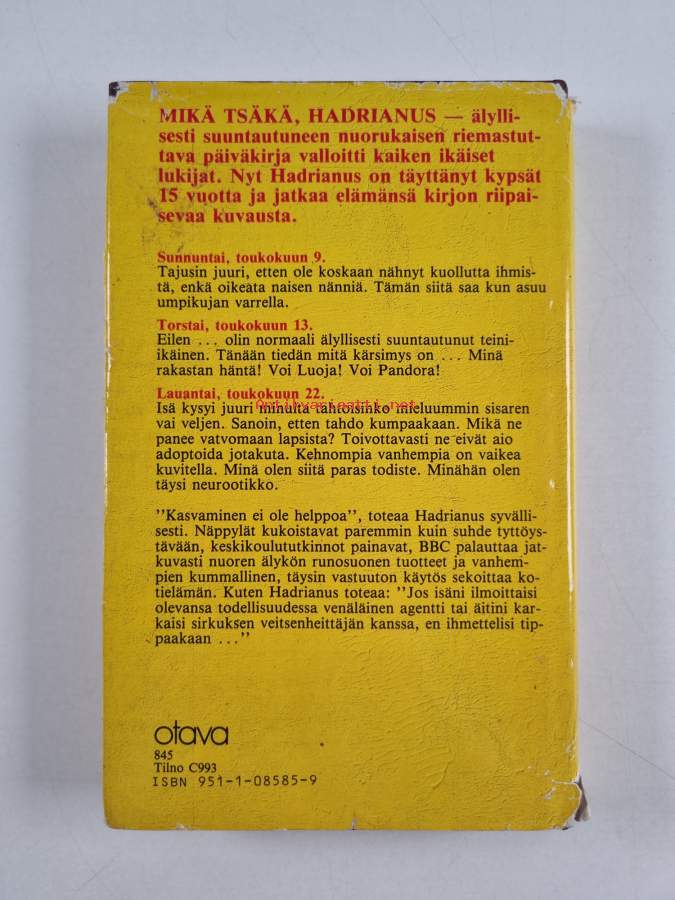 MIKÄ TSÄKÄ, HADRIANUS — älylli-
sesti suuntautuneen nuorukaisen riemastut-
tava päiväkirja valloitti kaiken ikäiset
lukijat. Nyt Hadrianus on täyttänyt kypsät
15 vuotta ja jatkaa elämänsä kirjon riipai-
sevaa kuvausta.
Sunnuntai, toukokuun 9.
Tajusin juuri, etten ole koskaan nähnyt kuollutta ihmis-
tä, enkä oikeata naisen nänniä. Tämän siitä saa kun asuu
umpikujan varrella.
Torstai, toukokuun 13.
Eilen ... olin normaali älyllisesti suuntautunut teini-
ikäinen. Tänään tiedän mitä kärsimys on ... Minä
rakastan häntä! Voi Luoja! Voi Pandora!
Lauantai, toukokuun 22.
Antikvariaatti.net
Isä kysyi juuri minulta tahtoisinko mieluummin sisaren
vai veljen. Sanoin, etten tahdo kumpaakaan. Mikä ne
panee vatvomaan lapsista? Toivottavasti ne eivät aio
adoptoida jotakuta. Kehnompia vanhempia on vaikea
kuvitella. Minä olen siitä paras todiste. Minähän olen
täysi neurootikko.
''Kasvaminen ei ole helppoa'', toteaa Hadrianus syvälli-
sesti. Näppylät kukoistavat paremmin kuin suhde tyttöys-
tävään, keskikoulututkinnot painavat, BBC palauttaa jat-
kuvasti nuoren älykön runosuonen tuotteet ja vanhem-
pien kummallinen, täysin vastuuton käytös sekoittaa ko-
tielämän. Kuten Hadrianus toteaa: ''Jos isäni ilmoittaisi
olevansa todellisuudessa venäläinen agentti tai äitini kar-
kaisi sirkuksen veitsenheittäjän kanssa, en ihmettelisi tip-
paakaan ...''
otava
845
Tilno C993
ISBN 951-1-08585-9